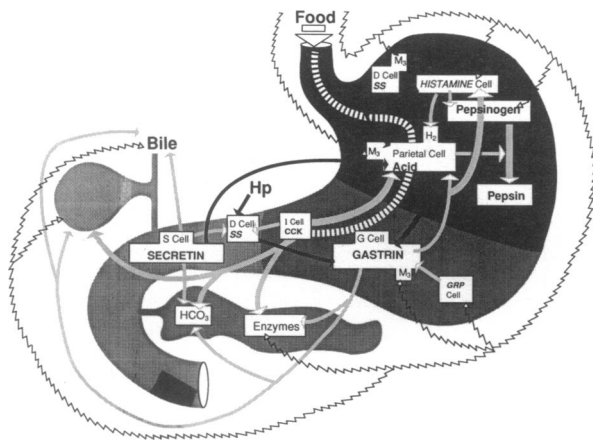 Food
M3
D Cell
SS
HISTAMINE Cell
Pepsinogen
H2
Bile
M3
Parietal Cell
Acid
Pepsin
Hp
D Cell
SS
I Cell
CCK
S Cell
SECRETIN
G Cell
GASTRIN
M3
GRP
Cell
HCO3
Enzymes